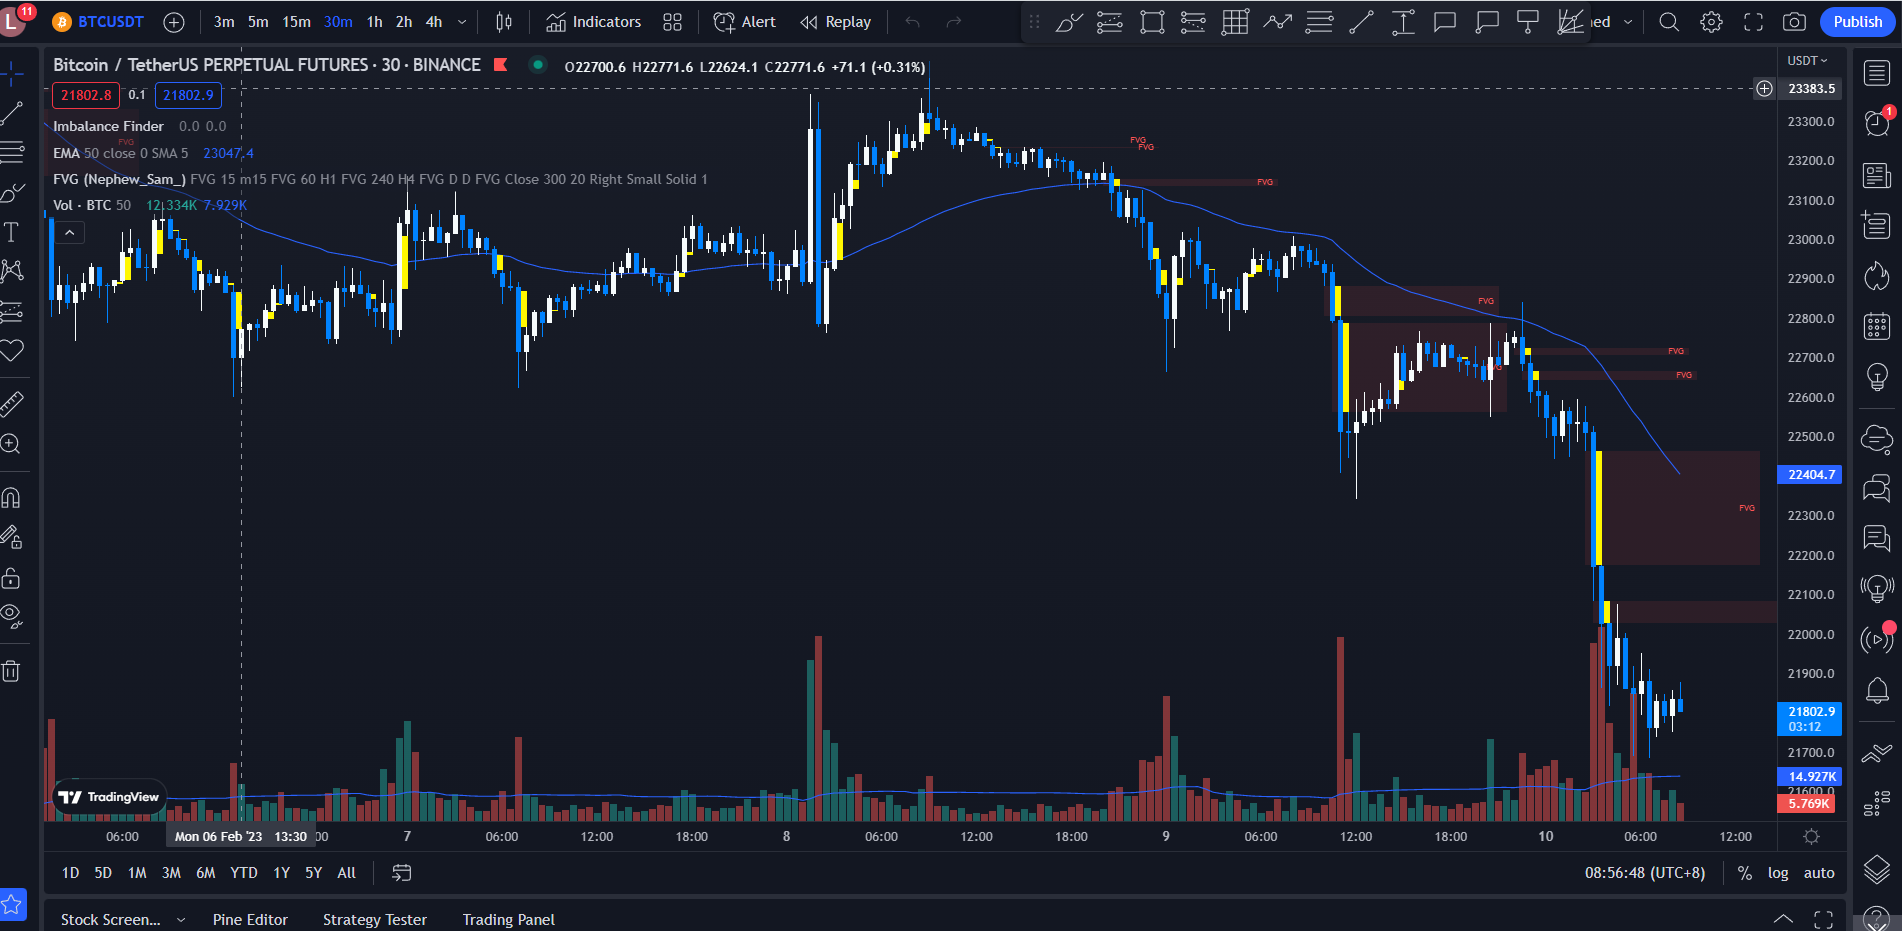 L 11 BTCUSDT 3m 5m 15m 30m 1h 2h 4h Indicators Alert Replay ned Publish
Bitcoin / TetherUS PERPETUAL FUTURES · 30 · BINANCE O22700.6 H22771.6 L22624.1 C22771.6 +71.1 (+0.31%)
USDT
21802.8 0.1 21802.9
23383.5
Imbalance Finder 0.0 0.0
FVG
EMA 50 close 0 SMA 5 23047.4
FVG (Nephew_Sam_) FVG 15 m15 FVG 60 H1 FVG 240 H4 FVG D D FVG Close 300 20 Right Small Solid 1
Vol · BTC 50 12.334K 7.929K
FVG
FVG
FVG
FVG
FVG
FVG
FVG
FVG
1
23300.0
23200.0
23100.0
23000.0
22900.0
22800.0
22700.0
22600.0
22500.0
22404.7
22300.0
22200.0
22100.0
22000.0
21900.0
21802.9
03:12
21700.0
14.927K
21600.0
5.769K
TradingView
06:00 Mon 06 Feb '23 13:30 :00 7 06:00 12:00 18:00 8 06:00 12:00 18:00 9 06:00 12:00 18:00 10 06:00 12:00
1D 5D 1M 3M 6M YTD 1Y 5Y All 08:56:48 (UTC+8) % log auto
Stock Screen... Pine Editor Strategy Tester Trading Panel